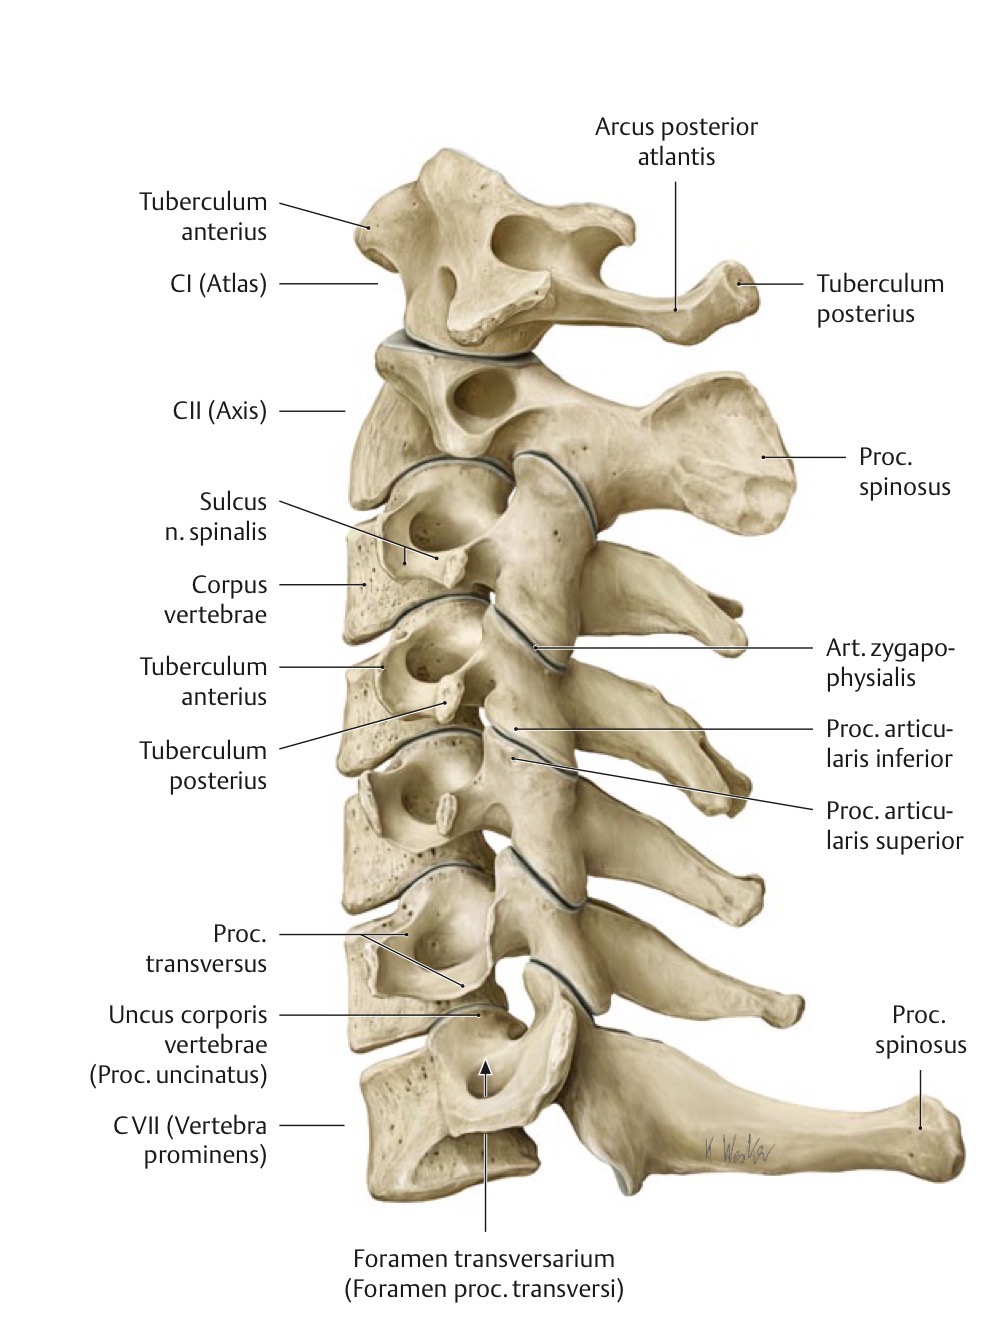 Arcus posterior
atlantis
Tuberculum
anterius
CI (Atlas)
Tuberculum
posterius
CII (Axis)
Proc.
spinosus
Sulcus
n. spinalis
Corpus
vertebrae
Tuberculum
anterius
Art. zygapo-
physialis
Proc. articu-
laris inferior
Tuberculum
posterius
Proc. articu-
laris superior
Proc.
transversus
Uncus corporis
vertebrae
(Proc. uncinatus)
Proc.
spinosus
C VII (Vertebra
prominens)
K Wesker
Foramen transversarium
(Foramen proc. transversi)